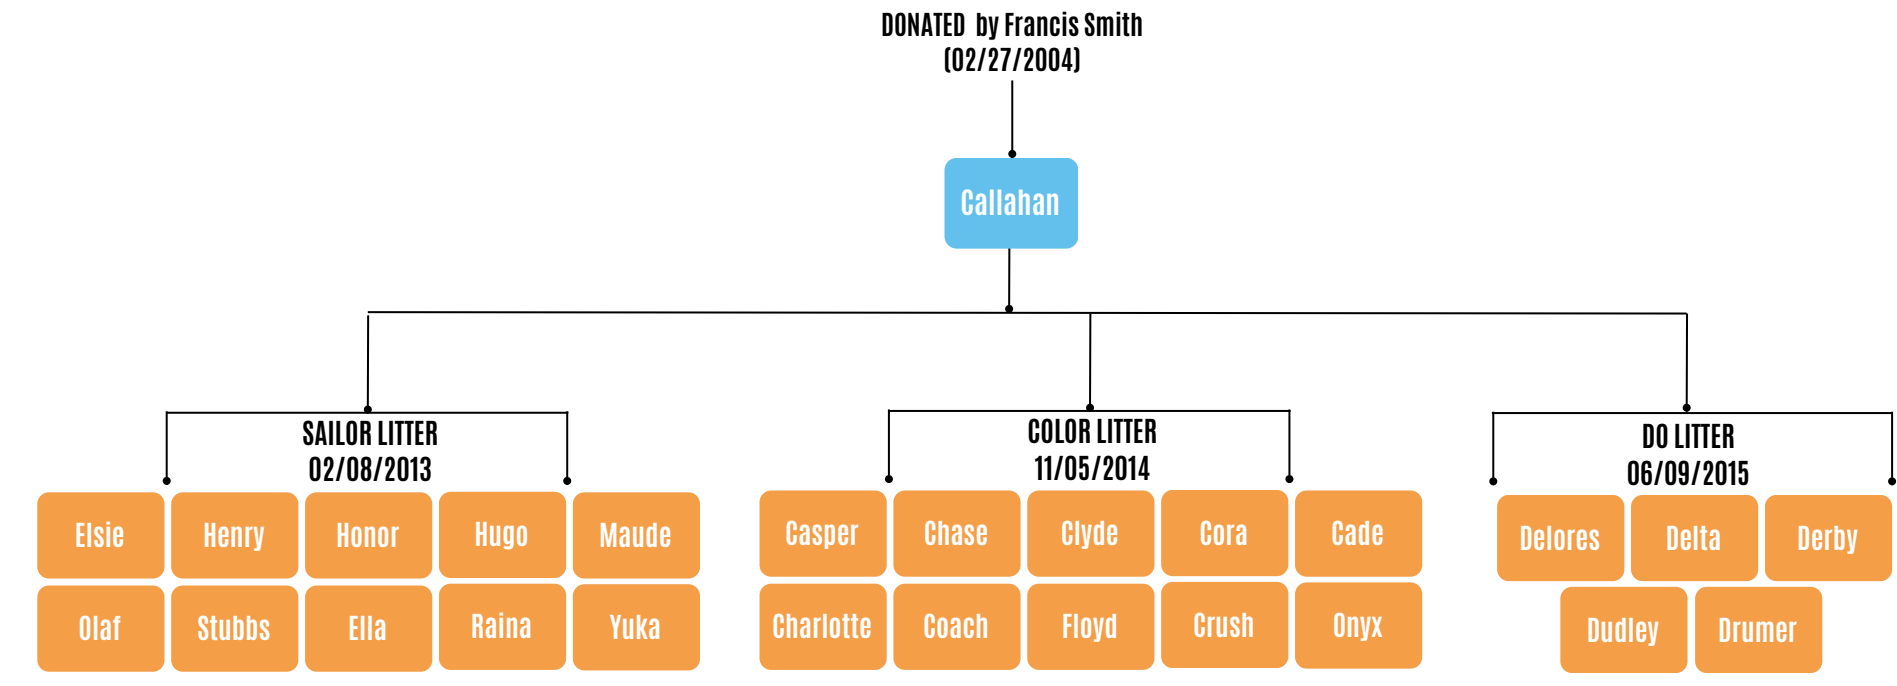 DONATED by Francis Smith
(02/27/2004)
Callahan
SAILOR LITTER
02/08/2013
Elsie
Henry
Honor
Hugo
Maude
Olaf
Stubbs
Ella
Raina
Yuka
COLOR LITTER
11/05/2014
Casper
Chase
Clyde
Cora
Cade
Charlotte
Coach
Floyd
Crush
Onyx
DO LITTER
06/09/2015
Delores
Delta
Derby
Dudley
Drumer